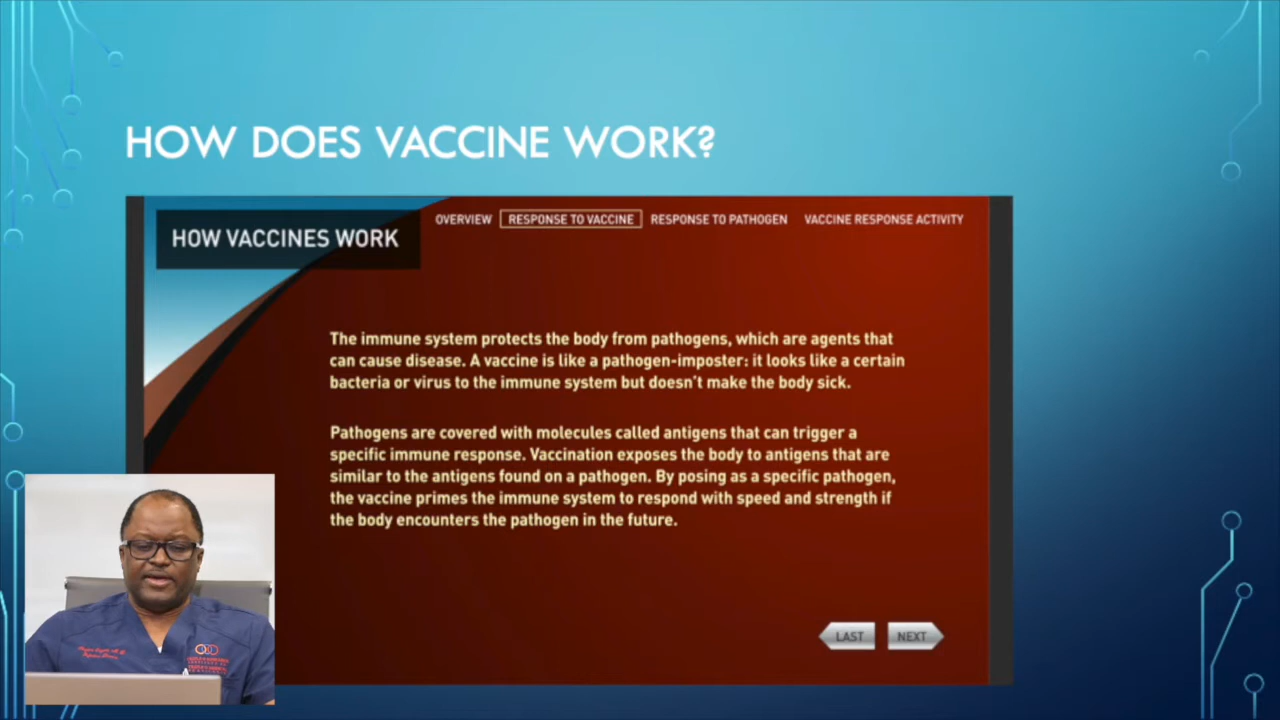 HOW DOES VACCINE WORK?
HOW VACCINES WORK
OVERVIEW RESPONSE TO VACCINE RESPONSE TO PATHOGEN VACCINE RESPONSE ACTIVITY
The immune system protects the body from pathogens, which are agents that
can cause disease. A vaccine is like a pathogen-imposter: it looks like a certain
bacteria or virus to the immune system but doesn't make the body sick.
Pathogens are covered with molecules called antigens that can trigger a
specific immune response. Vaccination exposes the body to antigens that are
similar to the antigens found on a pathogen. By posing as a specific pathogen,
the vaccine primes the immune system to respond with speed and strength if
the body encounters the pathogen in the future.
LAST NEXT